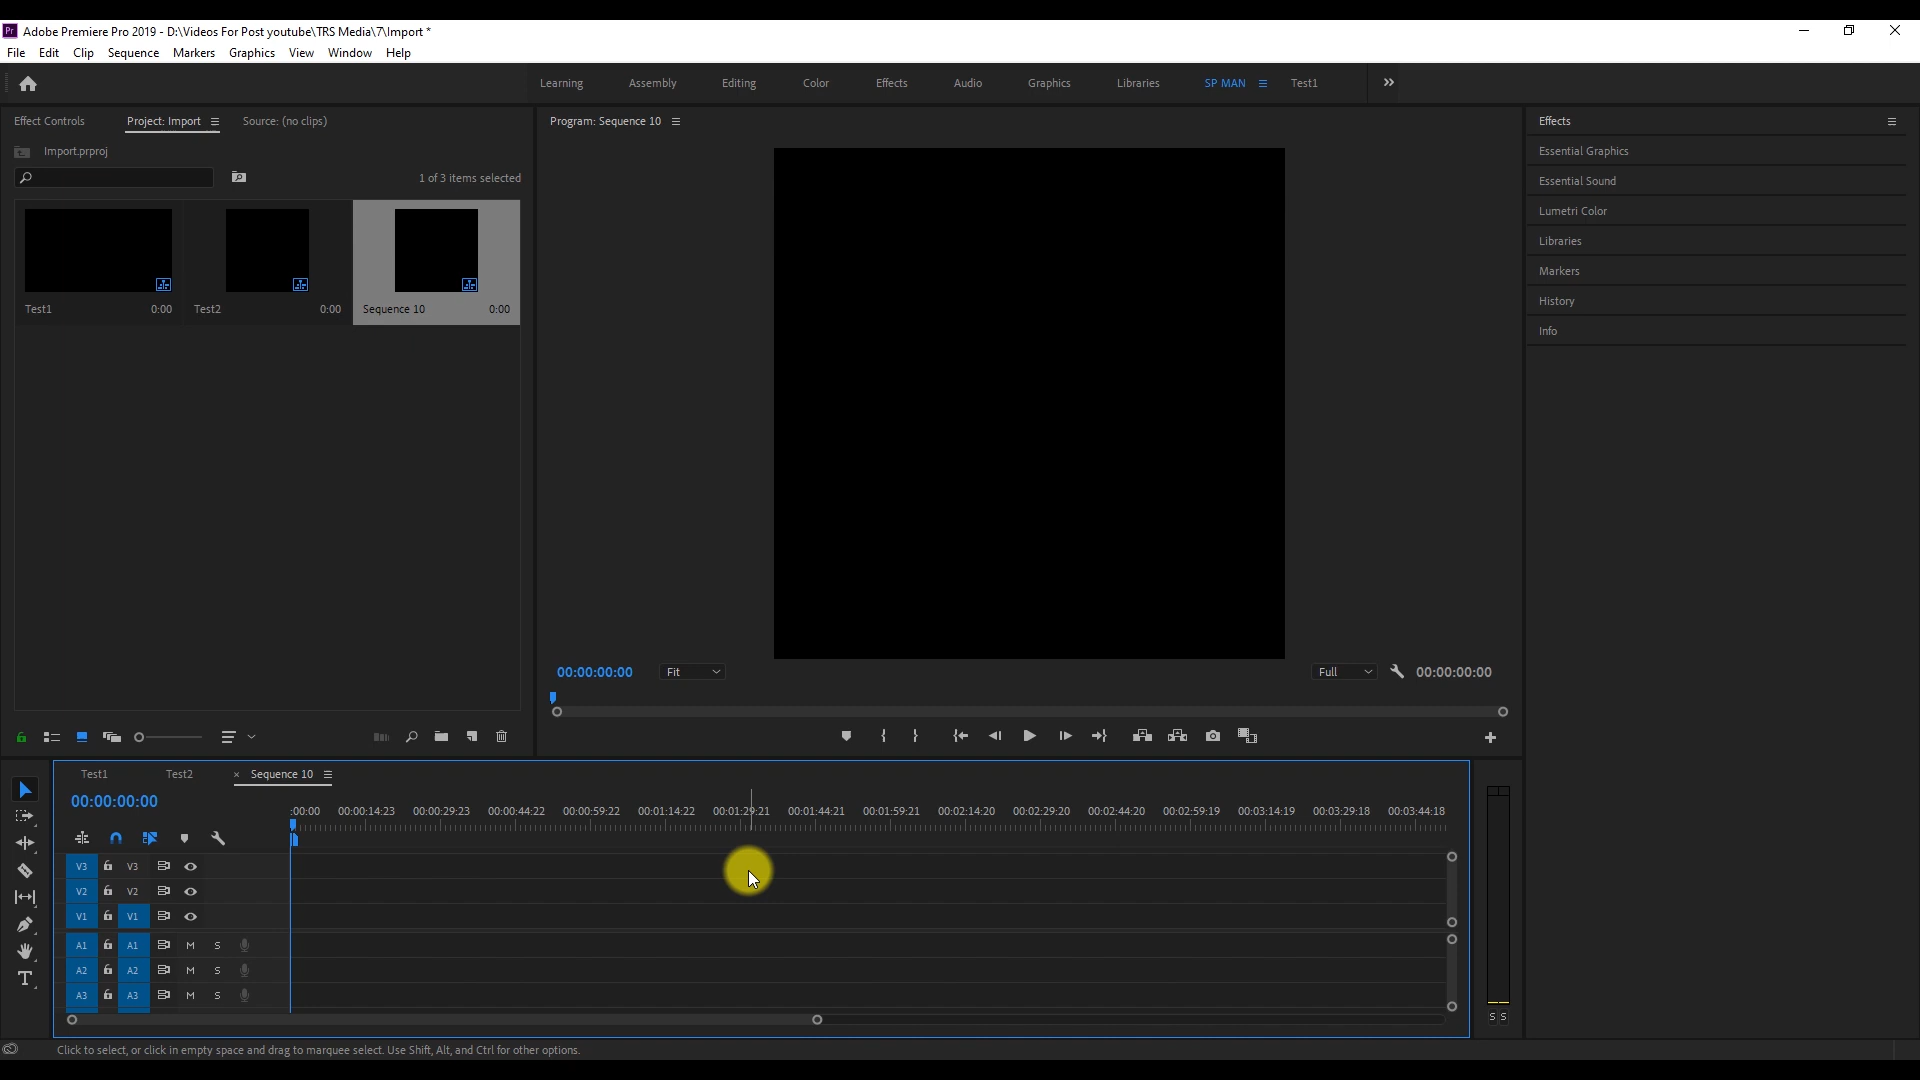 Pr Adobe Premiere Pro 2019 - D:\Videos For Post youtube\TRS Media\7\Import *
File Edit Clip Sequence Markers Graphics View Window Help
Learning Assembly Editing Color Effects Audio Graphics Libraries SP MAN Test1
Effect Controls Project: Import Source: (no clips)
Import.prproj
1 of 3 items selected
Test1 0:00 Test2 0:00 Sequence 10 0:00
Program: Sequence 10
00:00:00:00 Fit Full 00:00:00:00
Effects
Essential Graphics
Essential Sound
Lumetri Color
Libraries
Markers
History
Info
Test1 Test2 × Sequence 10
00:00:00:00
:00:00 00:00:14:23 00:00:29:23 00:00:44:22 00:00:59:22 00:01:14:22 00:01:29:21 00:01:44:21 00:01:59:21 00:02:14:20 00:02:29:20 00:02:44:20 00:02:59:19 00:03:14:19 00:03:29:18 00:03:44:18
V3 V3
V2 V2
V1 V1
A1 A1 M S
A2 A2 M S
A3 A3 M S
S S
Click to select, or click in empty space and drag to marquee select. Use Shift, Alt, and Ctrl for other options.